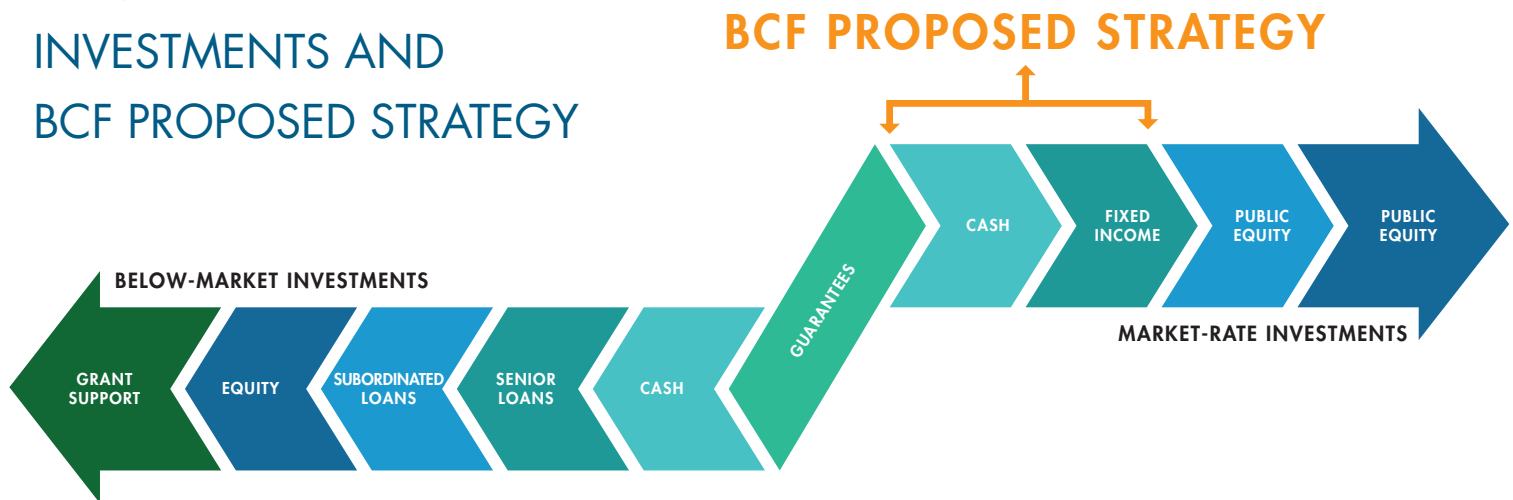 INVESTMENTS AND
BCF PROPOSED STRATEGY
BCF PROPOSED STRATEGY
BELOW-MARKET INVESTMENTS
GRANT
SUPPORT
EQUITY
SUBORDINATED
LOANS
SENIOR
LOANS
CASH
GUARANTEES
CASH
FIXED
INCOME
PUBLIC
EQUITY
PUBLIC
EQUITY
MARKET-RATE INVESTMENTS